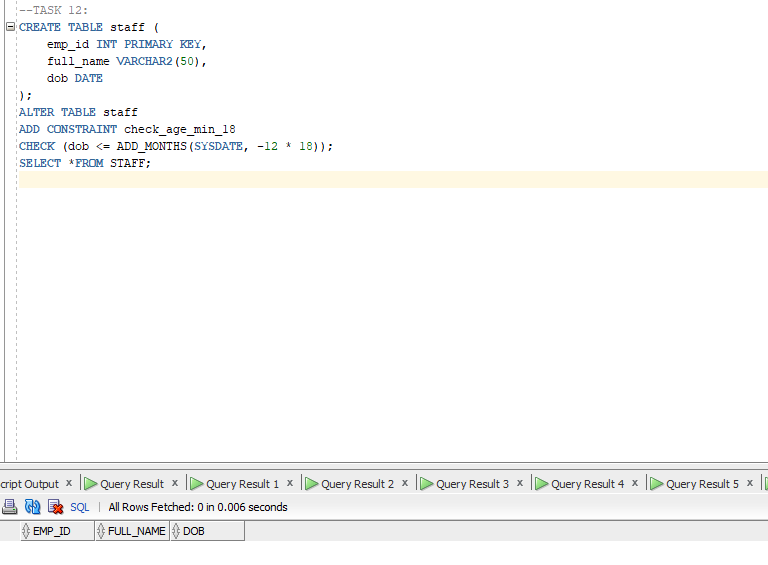 --TASK 12:
CREATE TABLE staff (
emp_id INT PRIMARY KEY,
full_name VARCHAR2(50),
dob DATE
);
ALTER TABLE staff
ADD CONSTRAINT check_age_min_18
CHECK (dob <= ADD_MONTHS(SYSDATE, -12 * 18));
SELECT *FROM STAFF;
cript Output x Query Result x Query Result 1 x Query Result 2 x Query Result 3 x Query Result 4 x Query Result 5 x
SQL | All Rows Fetched: 0 in 0.006 seconds
EMP_ID FULL_NAME DOB